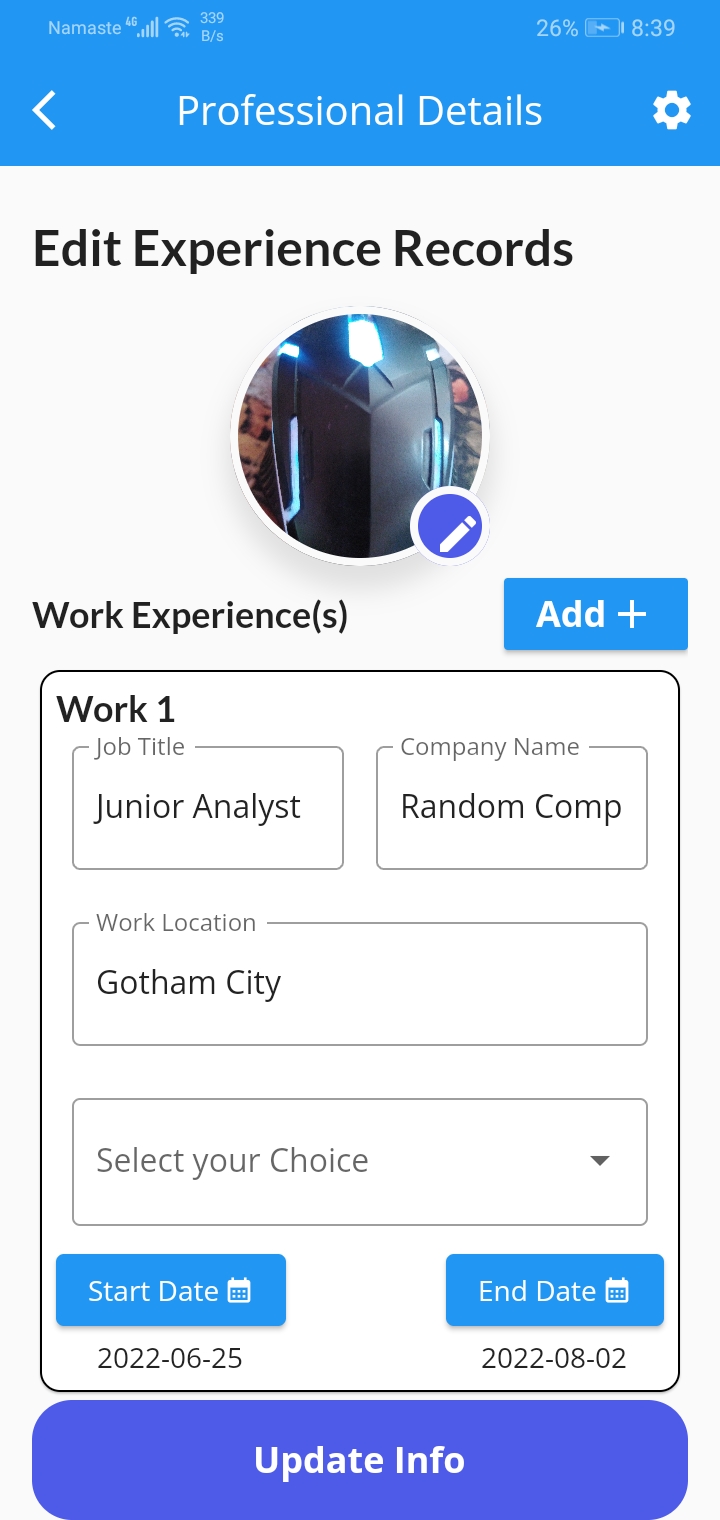 Namaste 4G 339 B/s 26% 8:39
Professional Details
Edit Experience Records
Work Experience(s) Add +
Work 1
Job Title Company Name
Junior Analyst Random Comp
Work Location
Gotham City
Select your Choice
Start Date End Date
2022-06-25 2022-08-02
Update Info